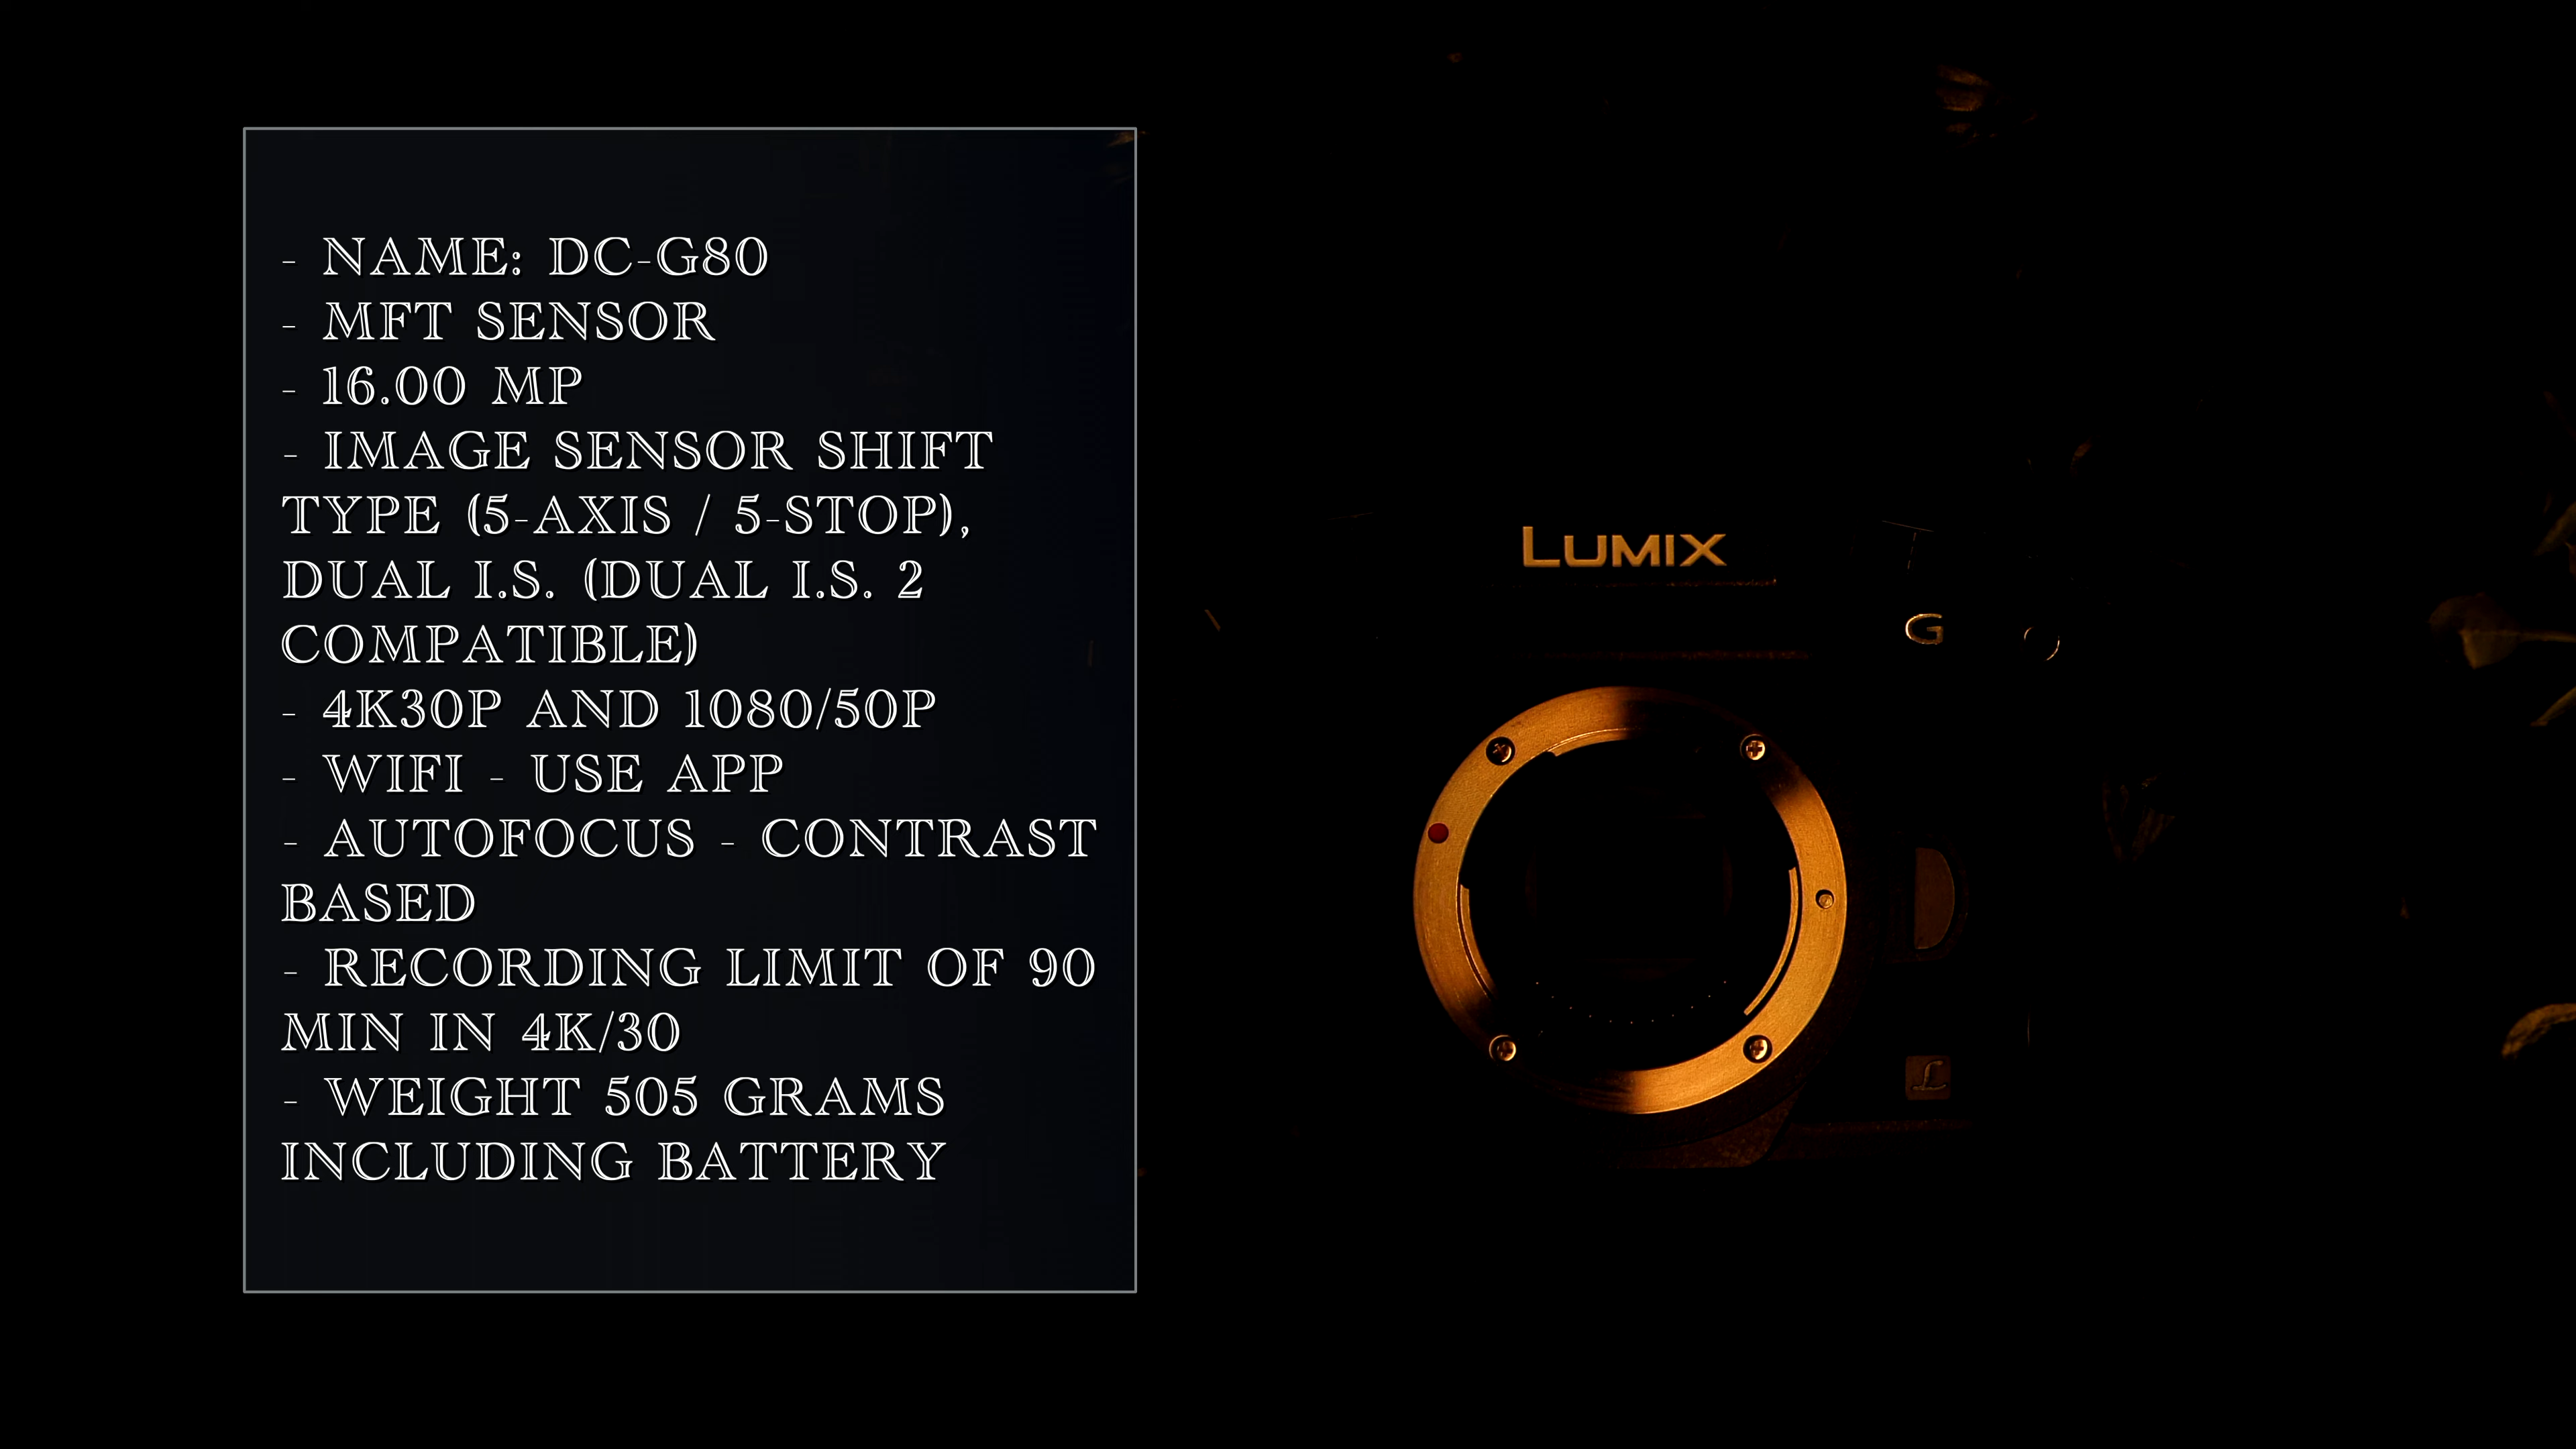 - NAME: DC-G80
- MFT SENSOR
- 16.00 MP
- IMAGE SENSOR SHIFT
TYPE (5-AXIS / 5-STOP),
DUAL I.S. (DUAL I.S. 2
COMPATIBLE)
- 4K30P AND 1080/50P
- WIFI - USE APP
- AUTOFOCUS - CONTRAST
BASED
- RECORDING LIMIT OF 90
MIN IN 4K/30
- WEIGHT 505 GRAMS
INCLUDING BATTERY
LUMIX
G
L